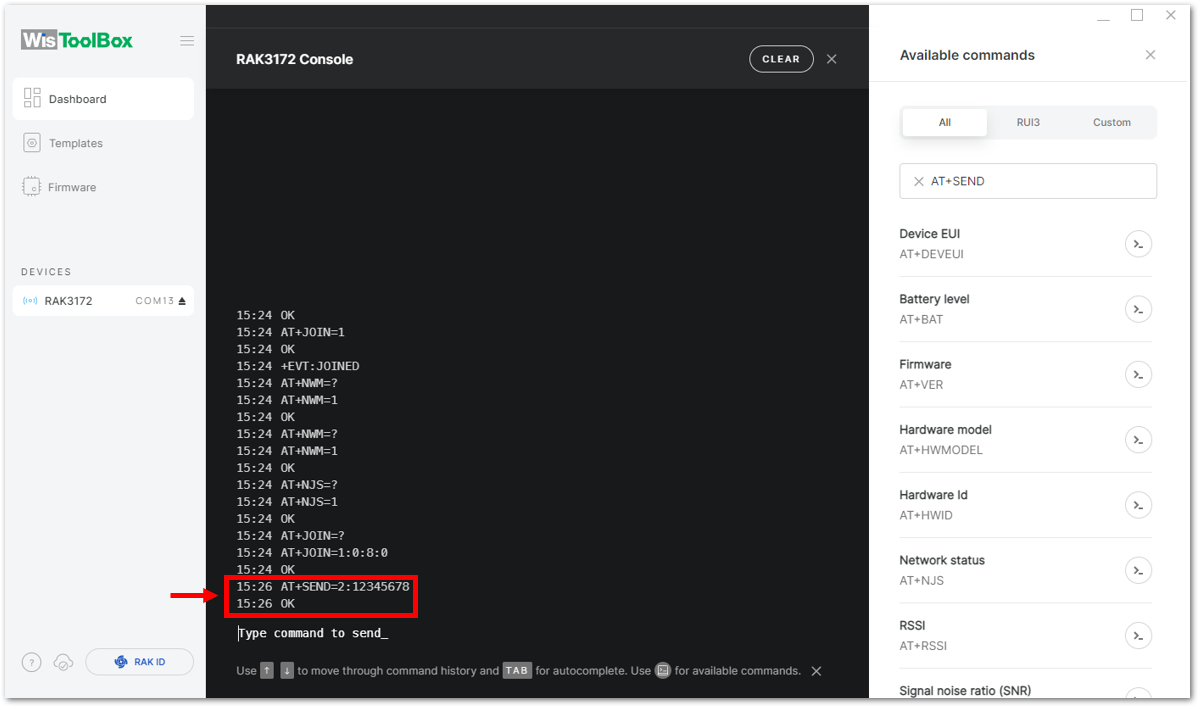 WisToolBox
Dashboard
Templates
Firmware
DEVICES
RAK3172 COM13
?
RAK ID
RAK3172 Console
CLEAR
15:24 OK
15:24 AT+JOIN=1
15:24 OK
15:24 +EVT:JOINED
15:24 AT+NWM=?
15:24 AT+NWM=1
15:24 OK
15:24 AT+NWM=?
15:24 AT+NWM=1
15:24 OK
15:24 AT+NJS=?
15:24 AT+NJS=1
15:24 OK
15:24 AT+JOIN=?
15:24 AT+JOIN=1:0:8:0
15:24 OK
15:26 AT+SEND=2:12345678
15:26 OK
Type command to send_
Use ↑ ↓ to move through command history and TAB for autocomplete. Use for available commands.
Available commands
All RUI3 Custom
AT+SEND
Device EUI
AT+DEVEUI
Battery level
AT+BAT
Firmware
AT+VER
Hardware model
AT+HWMODEL
Hardware Id
AT+HWID
Network status
AT+NJS
RSSI
AT+RSSI
Signal noise ratio (SNR)